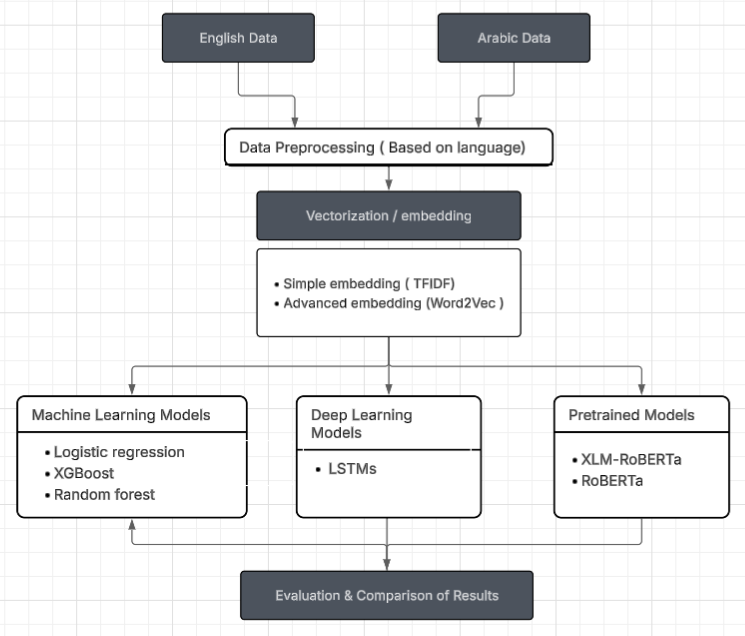 English Data
Arabic Data
Data Preprocessing ( Based on language)
Vectorization / embedding
• Simple embedding ( TFIDF)
• Advanced embedding (Word2Vec )
Machine Learning Models
• Logistic regression
• XGBoost
• Random forest
Deep Learning
Models
• LSTMs
Pretrained Models
• XLM-RoBERTa
• RoBERTa
Evaluation & Comparison of Results